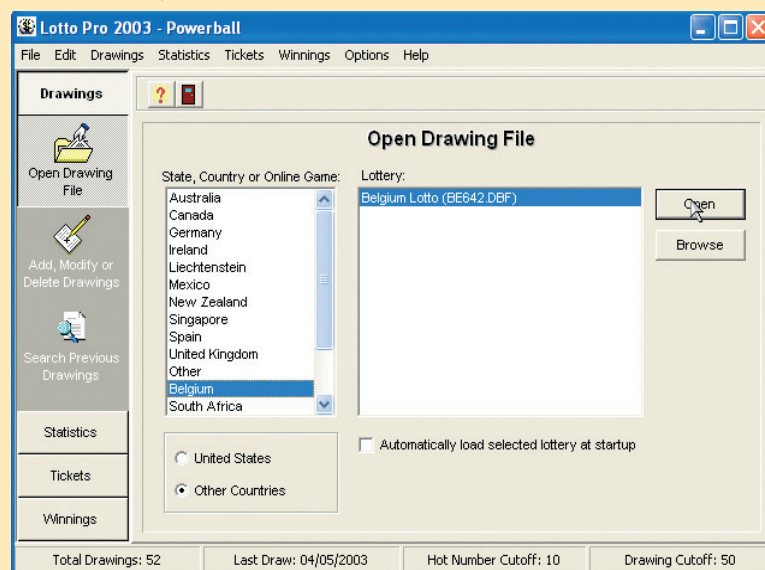 Lotto Pro 2003 - Powerball
File Edit Drawings Statistics Tickets Winnings Options Help
Drawings
Open Drawing
File
Add, Modify or
Delete Drawings
Search Previous
Drawings
Statistics
Tickets
Winnings
?
Open Drawing File
State, Country or Online Game:
Australia
Canada
Germany
Ireland
Liechtenstein
Mexico
New Zealand
Singapore
Spain
United Kingdom
Other
Belgium
South Africa
United States
Other Countries
Lottery:
Belgium Lotto (BE642.DBF)
Automatically load selected lottery at startup
Open
Browse
Total Drawings: 52 Last Draw: 04/05/2003 Hot Number Cutoff: 10 Drawing Cutoff: 50